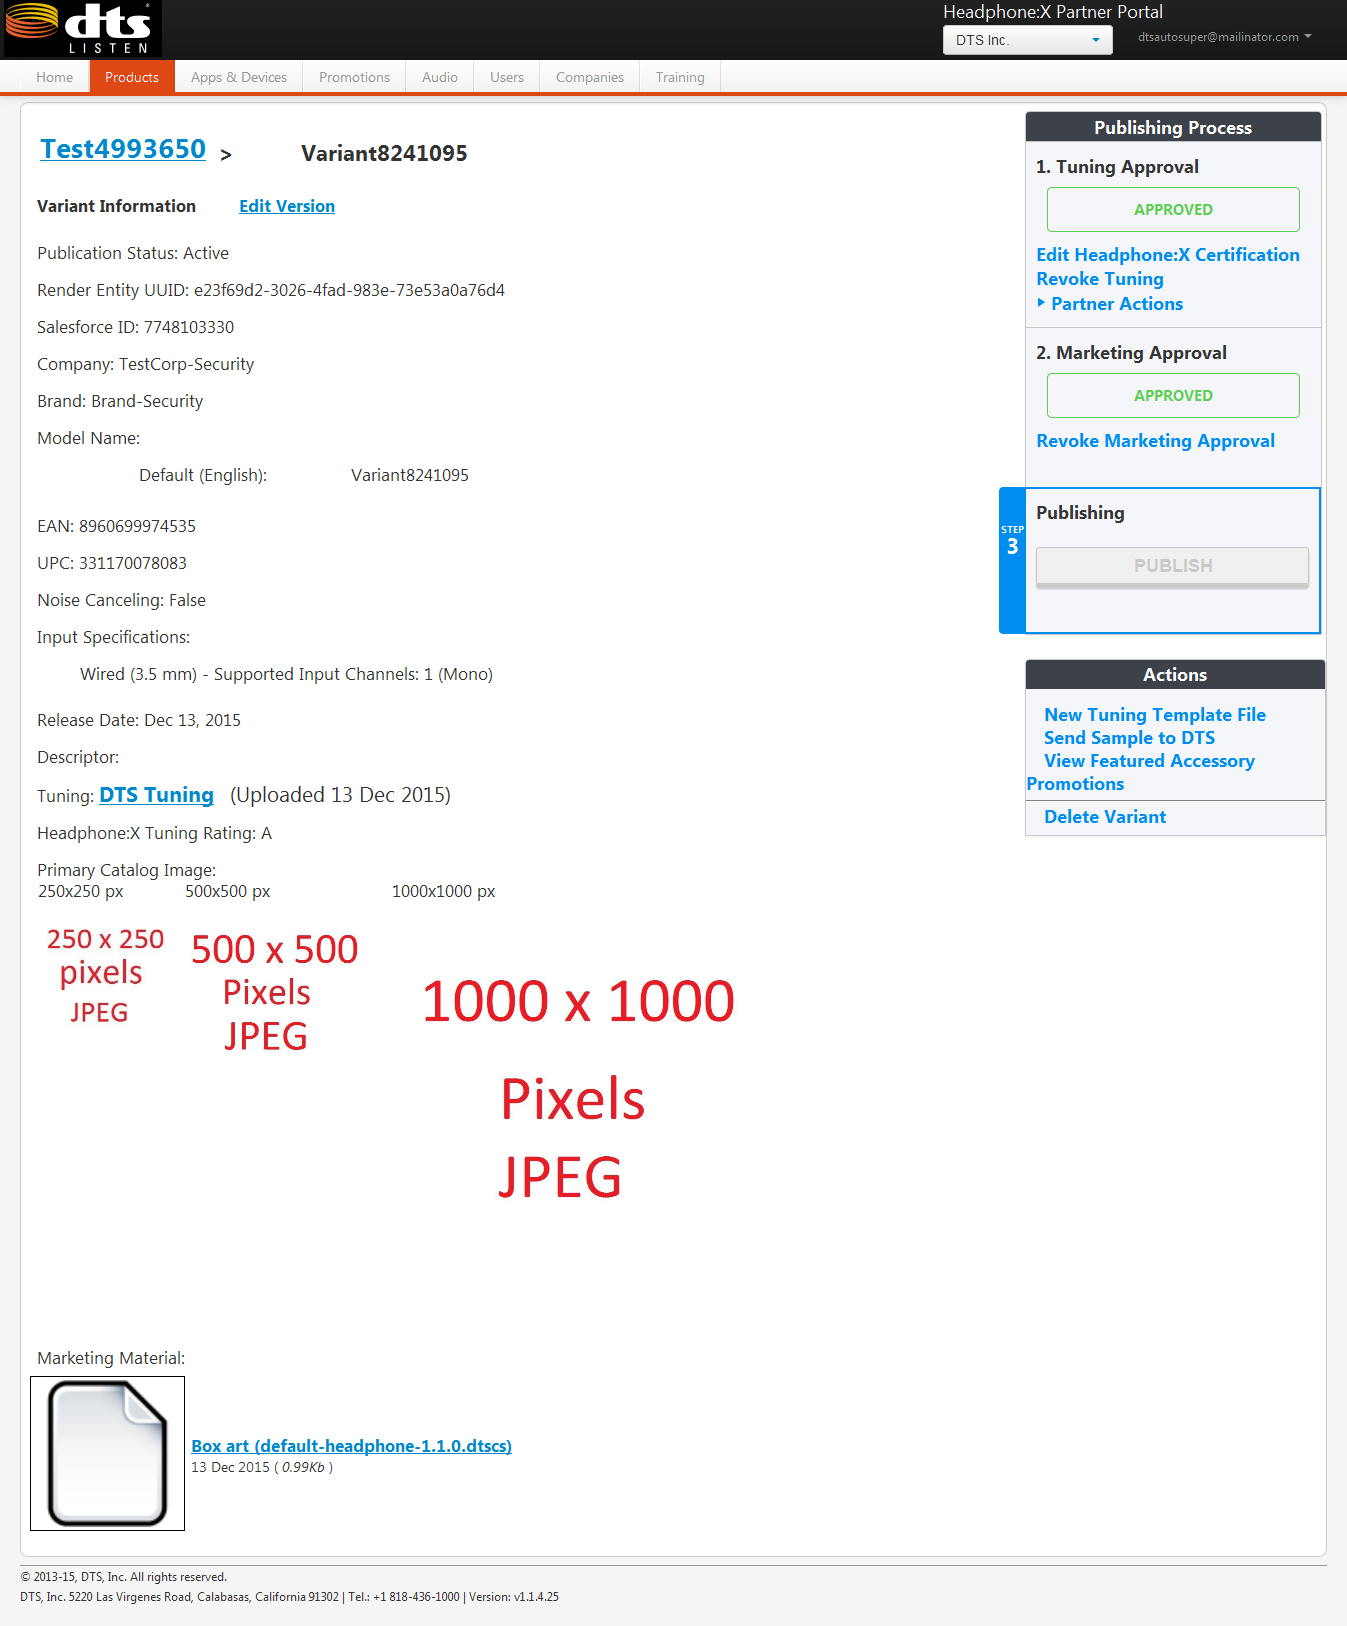 dts
LISTEN
Headphone:X Partner Portal
DTS Inc.
dtsautosuper@mailinator.com
Home Products Apps & Devices Promotions Audio Users Companies Training
Test4993650 > Variant8241095
Variant Information Edit Version
Publication Status: Active
Render Entity UUID: e23f69d2-3026-4fad-983e-73e53a0a76d4
Salesforce ID: 7748103330
Company: TestCorp-Security
Brand: Brand-Security
Model Name:
Default (English): Variant8241095
EAN: 8960699974535
UPC: 331170078083
Noise Canceling: False
Input Specifications:
Wired (3.5 mm) - Supported Input Channels: 1 (Mono)
Release Date: Dec 13, 2015
Descriptor:
Tuning: DTS Tuning (Uploaded 13 Dec 2015)
Headphone:X Tuning Rating: A
Primary Catalog Image:
250x250 px 500x500 px 1000x1000 px
250 x 250
pixels
JPEG
500 x 500
Pixels
JPEG
1000 x 1000
Pixels
JPEG
Marketing Material:
Box art (default-headphone-1.1.0.dtscs)
13 Dec 2015 ( 0.99Kb )
Publishing Process
1. Tuning Approval
APPROVED
Edit Headphone:X Certification
Revoke Tuning
Partner Actions
2. Marketing Approval
APPROVED
Revoke Marketing Approval
STEP
3
Publishing
PUBLISH
Actions
New Tuning Template File
Send Sample to DTS
View Featured Accessory
Promotions
Delete Variant
© 2013-15, DTS, Inc. All rights reserved.
DTS, Inc. 5220 Las Virgenes Road, Calabasas, California 91302 | Tel.: +1 818-436-1000 | Version: v1.1.4.25